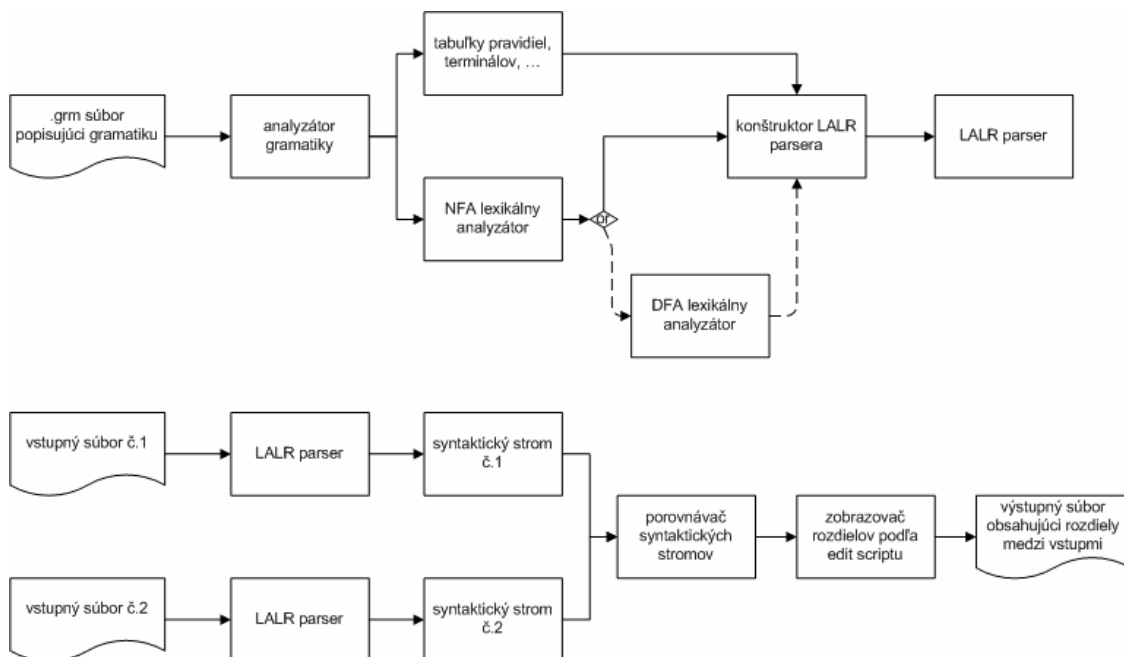 tabuľky pravidiel,
terminálov, ...
.grm súbor
popisujúci gramatiku
analyzátor
gramatiky
konštruktor LALR
parsera
LALR parser
NFA lexikálny
analyzátor
or
DFA lexikálny
analyzátor
vstupný súbor č.1
LALR parser
syntaktický strom
č.1
porovnávač
syntaktických
stromov
zobrazovač
rozdielov podľa
edit scriptu
výstupný súbor
obsahujúci rozdiely
medzi vstupmi
vstupný súbor č.2
LALR parser
syntaktický strom
č.2